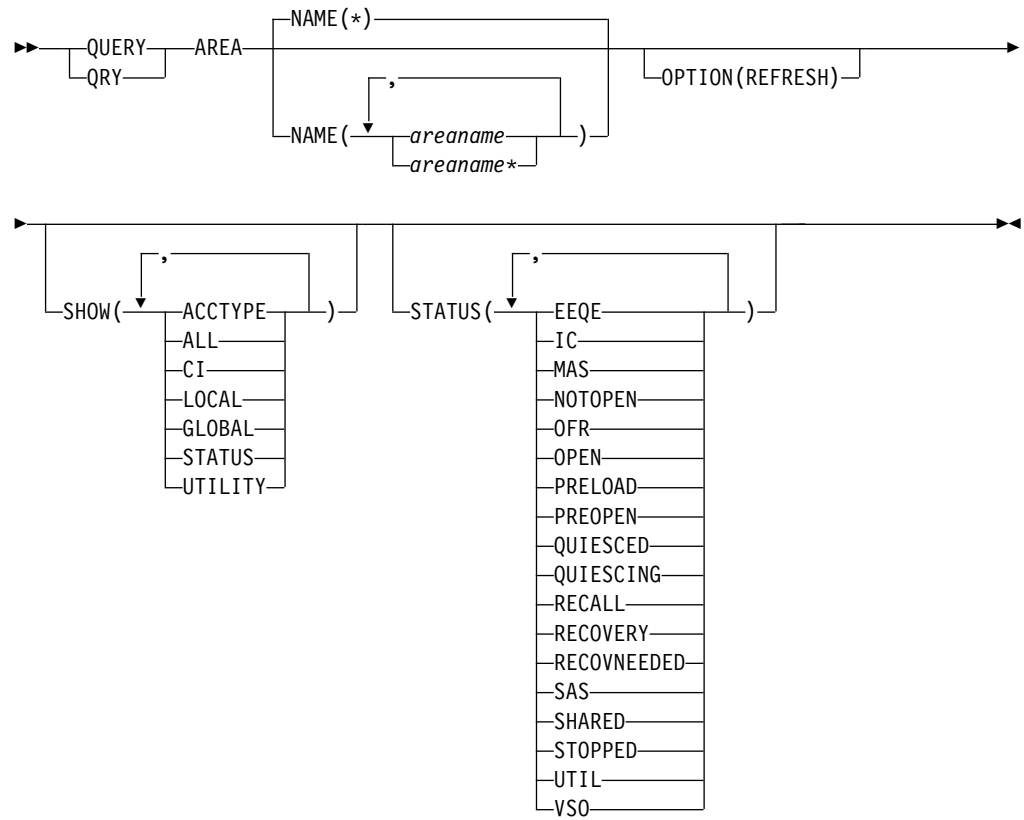 NAME(*)
QUERY AREA
QRY OPTION(REFRESH)
,
NAME( areaname )
areaname*
, ,
SHOW( ACCTYPE ) STATUS( EEQE )
ALL IC
CI MAS
LOCAL NOTOPEN
GLOBAL OFR
STATUS OPEN
UTILITY PRELOAD
PREOPEN
QUIESCED
QUIESCING
RECALL
RECOVERY
RECOVNEEDED
SAS
SHARED
STOPPED
UTIL
VSO